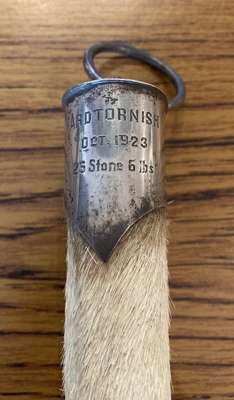 ARDTORNISH
OCT. 1923
25 Stone 6 lbs